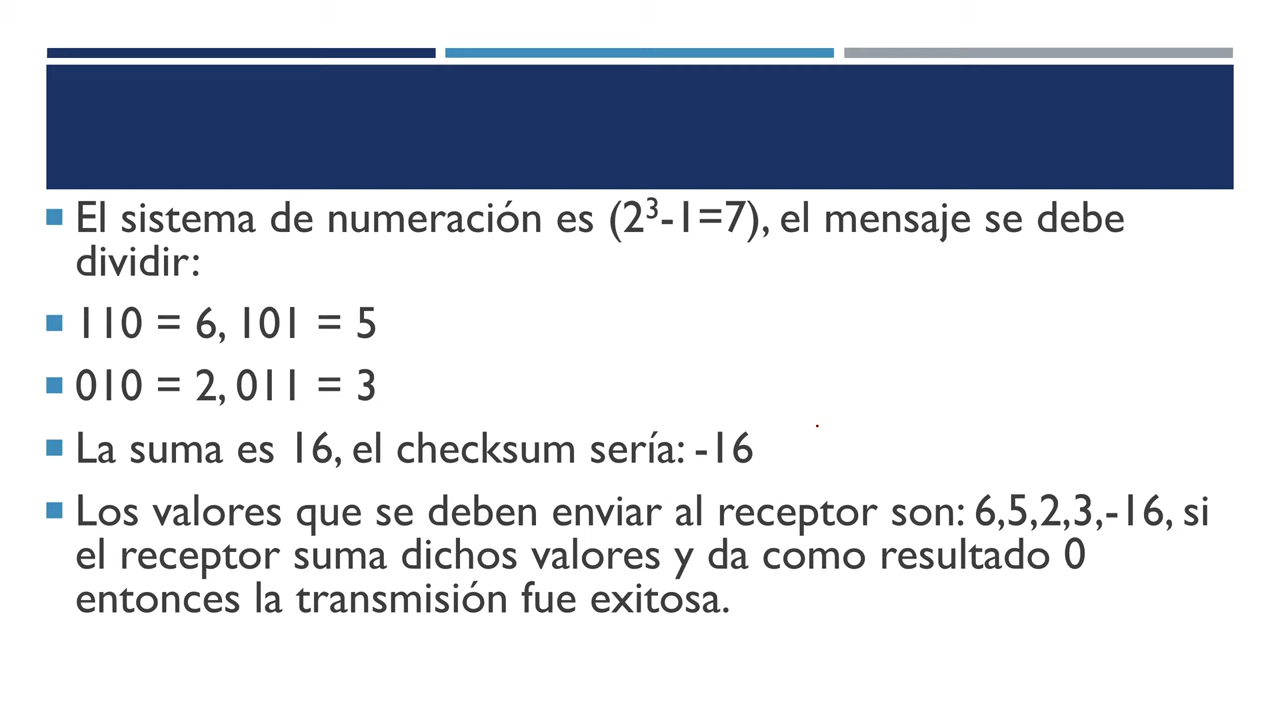 El sistema de numeración es (2³-1=7), el mensaje se debe
dividir:
110 = 6, 101 = 5
010 = 2, 011 = 3
La suma es 16, el checksum sería: -16
Los valores que se deben enviar al receptor son: 6,5,2,3,-16, si
el receptor suma dichos valores y da como resultado 0
entonces la transmisión fue exitosa.